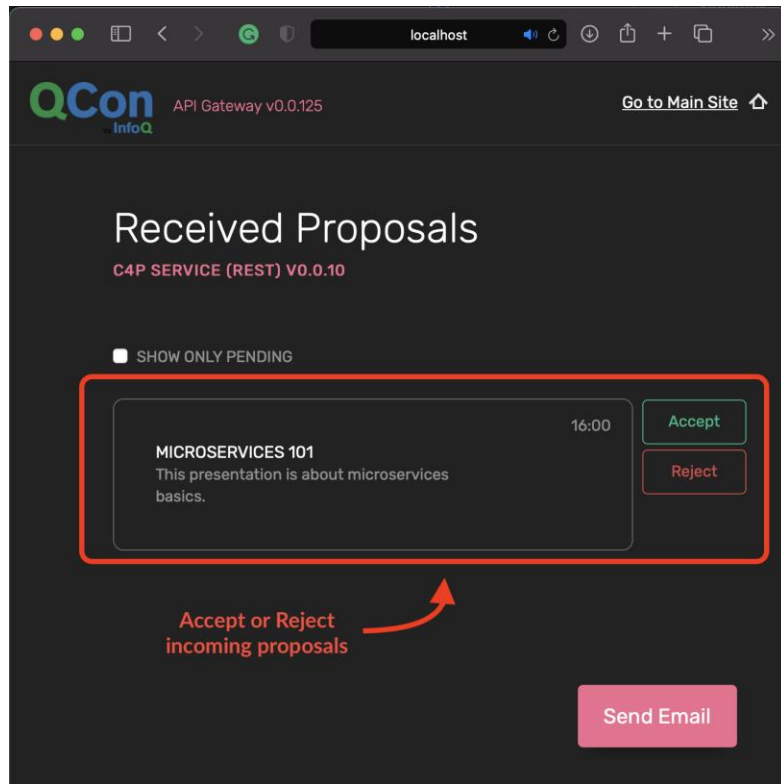 localhost
QCon
by InfoQ
API Gateway v0.0.125
Go to Main Site
Received Proposals
C4P SERVICE (REST) V0.0.10
SHOW ONLY PENDING
16:00
Accept
MICROSERVICES 101
This presentation is about microservices
basics.
Reject
Accept or Reject
incoming proposals
Send Email